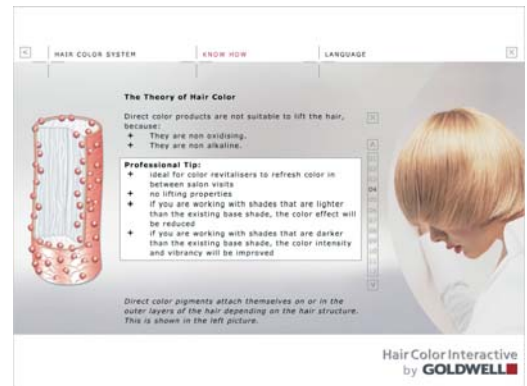 HAIR COLOR SYSTEM
KNOW HOW
LANGUAGE
The Theory of Hair Color
Direct color products are not suitable to lift the hair,
because:
+ They are non oxidising.
+ They are non alkaline.
Professional Tip:
+ ideal for color revitalisers to refresh color in
between salon visits
+ no lifting properties
+ if you are working with shades that are lighter
than the existing base shade, the color effect will
be reduced
+ if you are working with shades that are darker
than the existing base shade, the color intensity
and vibrancy will be improved
04
Direct color pigments attach themselves on or in the
outer layers of the hair depending on the hair structure.
This is shown in the left picture.
Hair Color Interactive
by GOLDWELL